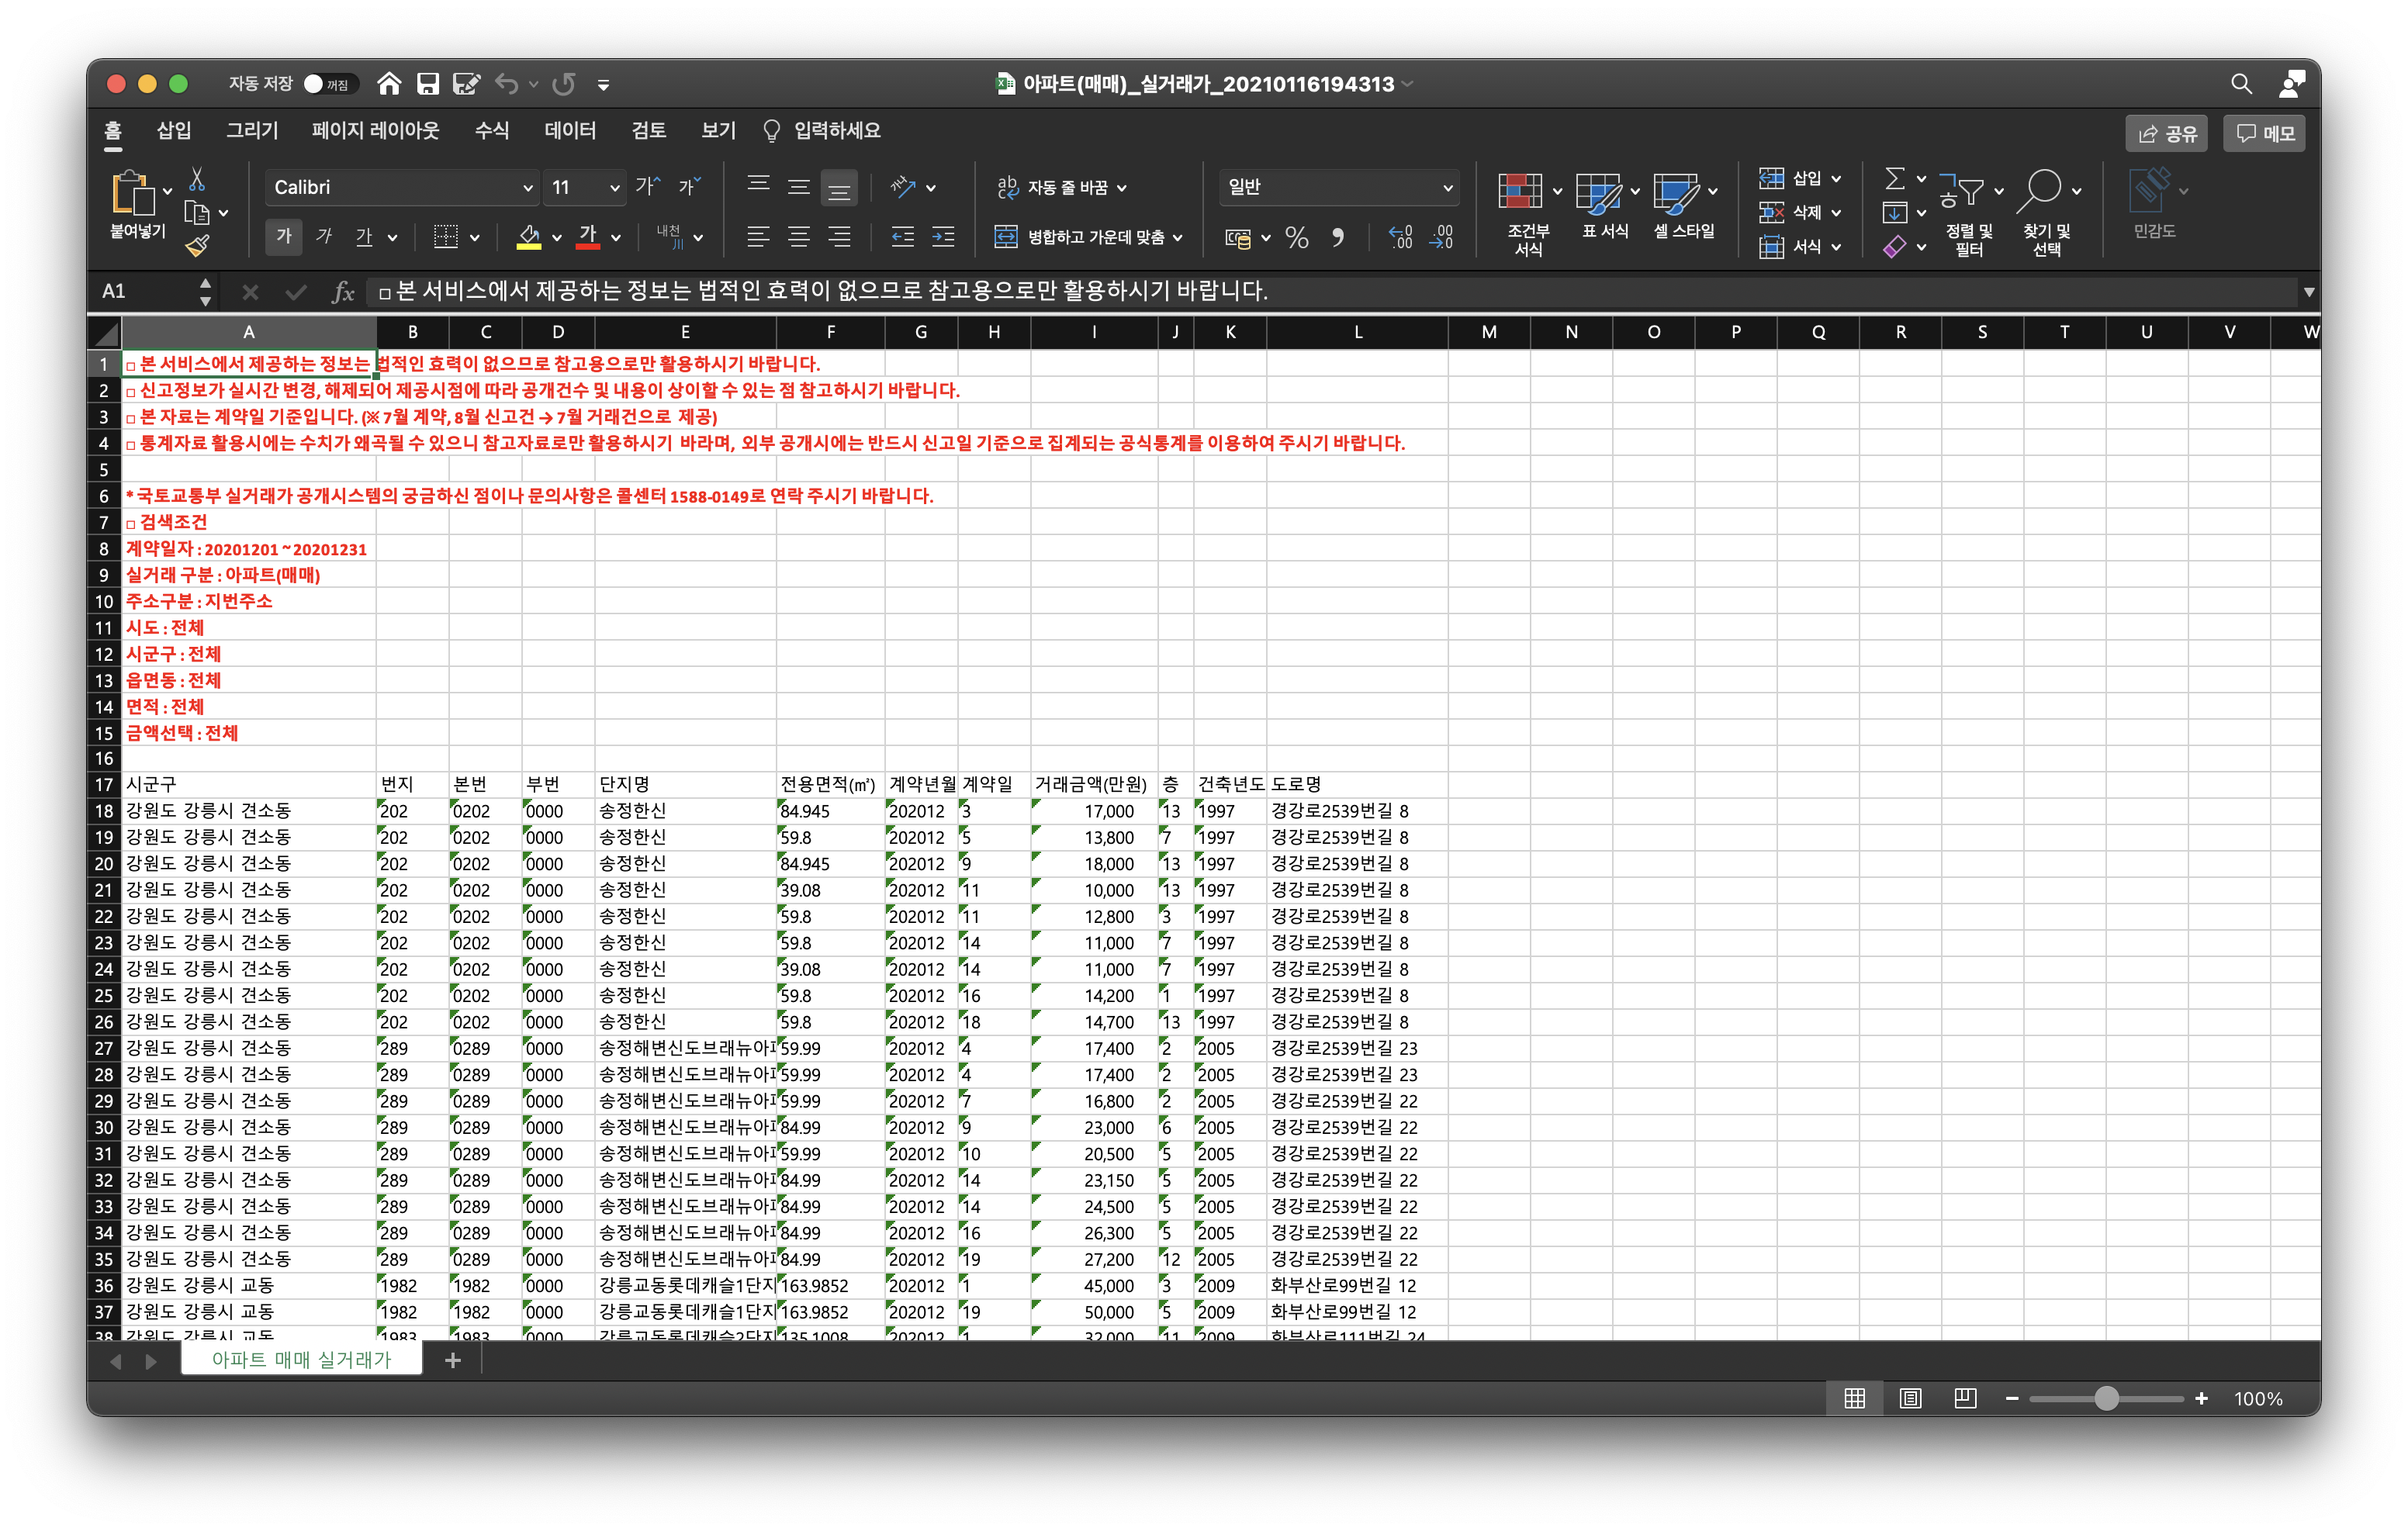 자동 저장 꺼짐 아파트(매매)_실거래가_20210116194313
홈 삽입 그리기 페이지 레이아웃 수식 데이터 검토 보기 입력하세요 공유 메모
Calibri 11 가 가 자동 줄 바꿈 일반 삽입
삭제
붙여넣기 가 가 가 가 내천 병합하고 가운데 맞춤 % 조건부 서식 표 서식 셀 스타일 서식 정렬 및 필터 찾기 및 선택 민감도
A1 fx □ 본 서비스에서 제공하는 정보는 법적인 효력이 없으므로 참고용으로만 활용하시기 바랍니다.
A B C D E F G H I J K L M N O P Q R S T U V W
1 □ 본 서비스에서 제공하는 정보는 법적인 효력이 없으므로 참고용으로만 활용하시기 바랍니다.
2 □ 신고정보가 실시간 변경, 해제되어 제공시점에 따라 공개건수 및 내용이 상이할 수 있는 점 참고하시기 바랍니다.
3 □ 본 자료는 계약일 기준입니다. (※ 7월 계약, 8월 신고건 → 7월 거래건으로 제공)
4 □ 통계자료 활용시에는 수치가 왜곡될 수 있으니 참고자료로만 활용하시기 바라며, 외부 공개시에는 반드시 신고일 기준으로 집계되는 공식통계를 이용하여 주시기 바랍니다.
5
6 * 국토교통부 실거래가 공개시스템의 궁금하신 점이나 문의사항은 콜센터 1588-0149로 연락 주시기 바랍니다.
7 □ 검색조건
8 계약일자 : 20201201 ~ 20201231
9 실거래 구분 : 아파트(매매)
10 주소구분 : 지번주소
11 시도 : 전체
12 시군구 : 전체
13 읍면동 : 전체
14 면적 : 전체
15 금액선택 : 전체
16
17 시군구 번지 본번 부번 단지명 전용면적(㎡) 계약년월 계약일 거래금액(만원) 층 건축년도 도로명
18 강원도 강릉시 견소동 202 0202 0000 송정한신 84.945 202012 3 17,000 13 1997 경강로2539번길 8
19 강원도 강릉시 견소동 202 0202 0000 송정한신 59.8 202012 5 13,800 7 1997 경강로2539번길 8
20 강원도 강릉시 견소동 202 0202 0000 송정한신 84.945 202012 9 18,000 13 1997 경강로2539번길 8
21 강원도 강릉시 견소동 202 0202 0000 송정한신 39.08 202012 11 10,000 13 1997 경강로2539번길 8
22 강원도 강릉시 견소동 202 0202 0000 송정한신 59.8 202012 11 12,800 3 1997 경강로2539번길 8
23 강원도 강릉시 견소동 202 0202 0000 송정한신 59.8 202012 14 11,000 7 1997 경강로2539번길 8
24 강원도 강릉시 견소동 202 0202 0000 송정한신 39.08 202012 14 11,000 7 1997 경강로2539번길 8
25 강원도 강릉시 견소동 202 0202 0000 송정한신 59.8 202012 16 14,200 1 1997 경강로2539번길 8
26 강원도 강릉시 견소동 202 0202 0000 송정한신 59.8 202012 18 14,700 13 1997 경강로2539번길 8
27 강원도 강릉시 견소동 289 0289 0000 송정해변신도브래뉴아 59.99 202012 4 17,400 2 2005 경강로2539번길 23
28 강원도 강릉시 견소동 289 0289 0000 송정해변신도브래뉴아 59.99 202012 4 17,400 2 2005 경강로2539번길 23
29 강원도 강릉시 견소동 289 0289 0000 송정해변신도브래뉴아 59.99 202012 7 16,800 2 2005 경강로2539번길 22
30 강원도 강릉시 견소동 289 0289 0000 송정해변신도브래뉴아 84.99 202012 9 23,000 6 2005 경강로2539번길 22
31 강원도 강릉시 견소동 289 0289 0000 송정해변신도브래뉴아 59.99 202012 10 20,500 5 2005 경강로2539번길 22
32 강원도 강릉시 견소동 289 0289 0000 송정해변신도브래뉴아 84.99 202012 14 23,150 5 2005 경강로2539번길 22
33 강원도 강릉시 견소동 289 0289 0000 송정해변신도브래뉴아 84.99 202012 14 24,500 5 2005 경강로2539번길 22
34 강원도 강릉시 견소동 289 0289 0000 송정해변신도브래뉴아 84.99 202012 16 26,300 5 2005 경강로2539번길 22
35 강원도 강릉시 견소동 289 0289 0000 송정해변신도브래뉴아 84.99 202012 19 27,200 12 2005 경강로2539번길 22
36 강원도 강릉시 교동 1982 1982 0000 강릉교동롯데캐슬1단지 163.9852 202012 1 45,000 3 2009 화부산로99번길 12
37 강원도 강릉시 교동 1982 1982 0000 강릉교동롯데캐슬1단지 163.9852 202012 19 50,000 5 2009 화부산로99번길 12
38 강원도 강릉시 교동 1983 1983 0000 강릉교동롯데캐슬2단지 135.1008 202012 1 32,000 11 2009 화부산로111번길 24
아파트 매매 실거래가
100%